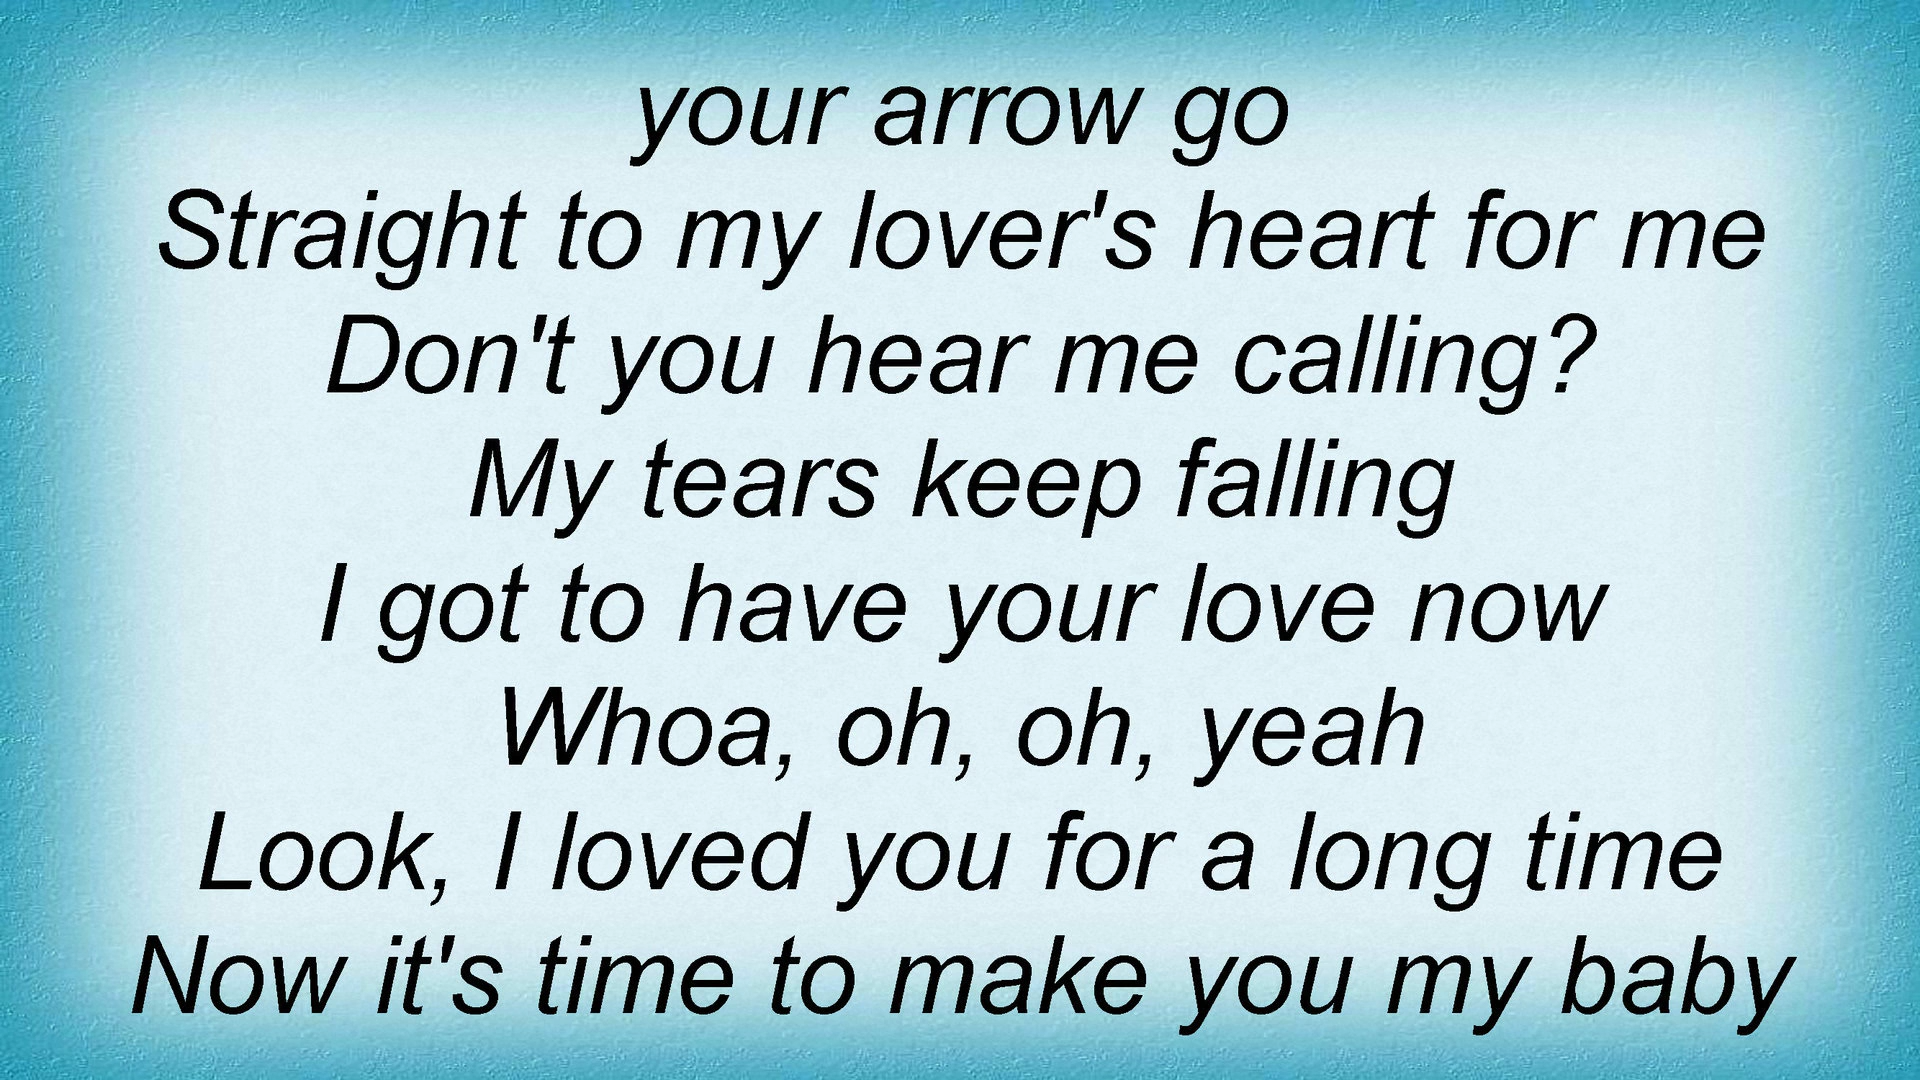 your arrow go
Straight to my lover's heart for me
Don't you hear me calling?
My tears keep falling
I got to have your love now
Whoa, oh, oh, yeah
Look, I loved you for a long time
Now it's time to make you my baby